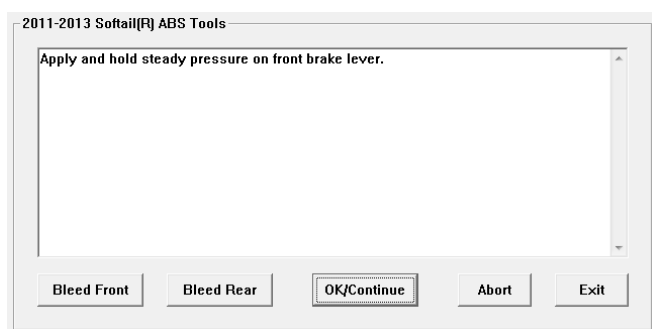 2011-2013 Softail(R) ABS Tools
Apply and hold steady pressure on front brake lever.
Bleed Front Bleed Rear OK/Continue Abort Exit